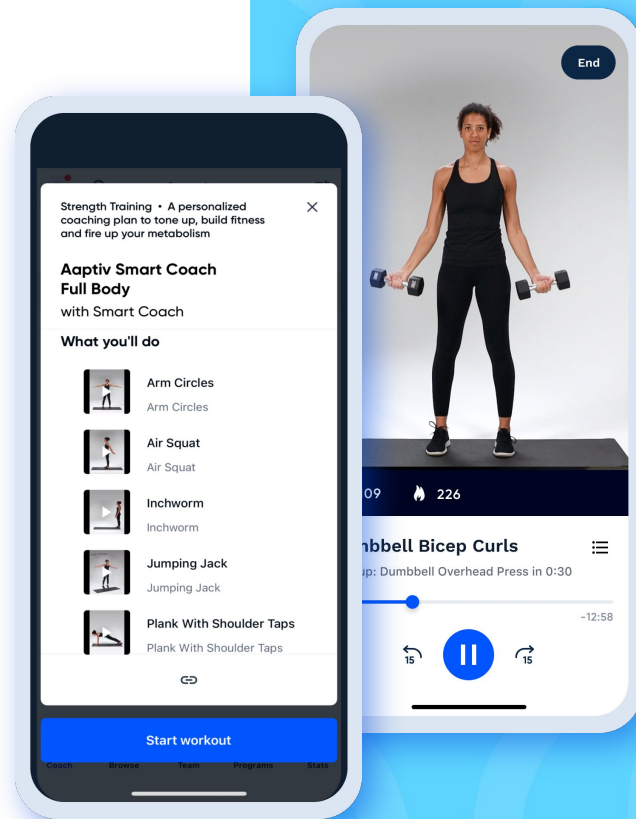 Strength Training • A personalized
coaching plan to tone up, build fitness
and fire up your metabolism
Aaptiv Smart Coach
Full Body
with Smart Coach
What you'll do
Arm Circles
Arm Circles
Air Squat
Air Squat
Inchworm
Inchworm
Jumping Jack
Jumping Jack
Plank With Shoulder Taps
Plank With Shoulder Taps
Start workout
Coach Browse Team Programs Stats
End
09 226
Bicep Curls
Dumbbell Overhead Press in 0:30
-12:58
15 15